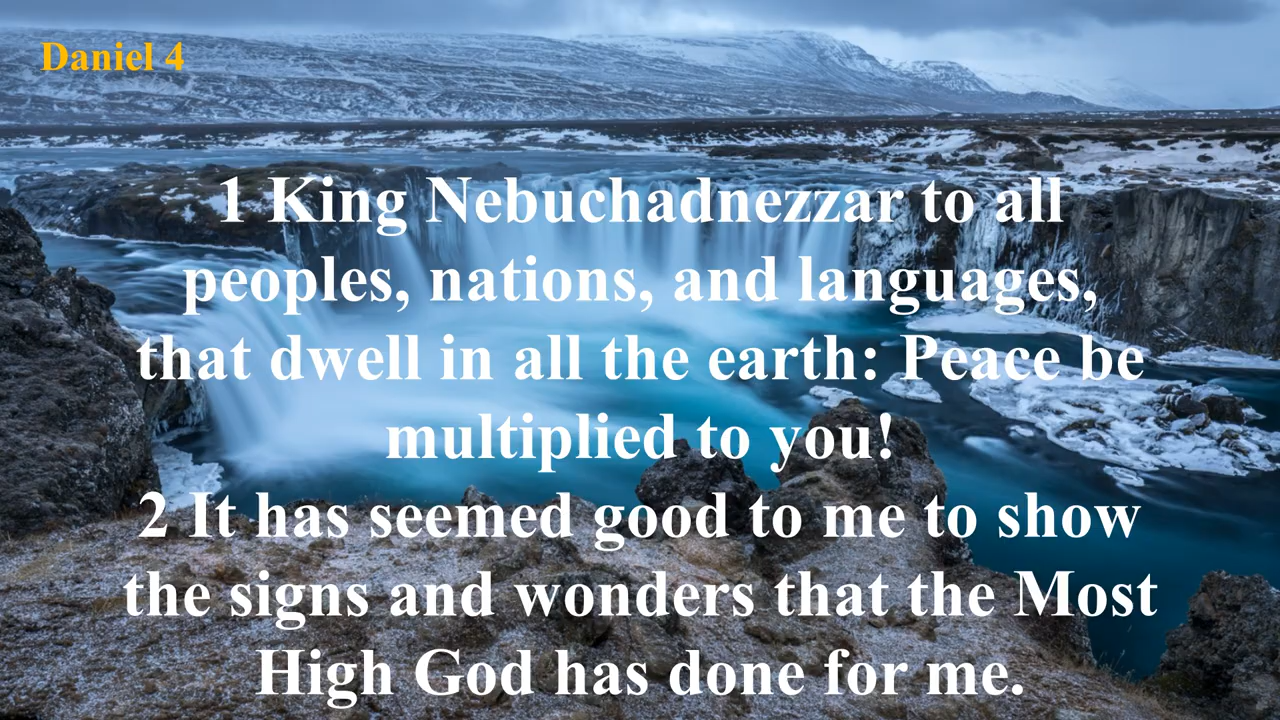 Daniel 4
1 King Nebuchadnezzar to all
peoples, nations, and languages,
that dwell in all the earth: Peace be
multiplied to you!
2 It has seemed good to me to show
the signs and wonders that the Most
High God has done for me.